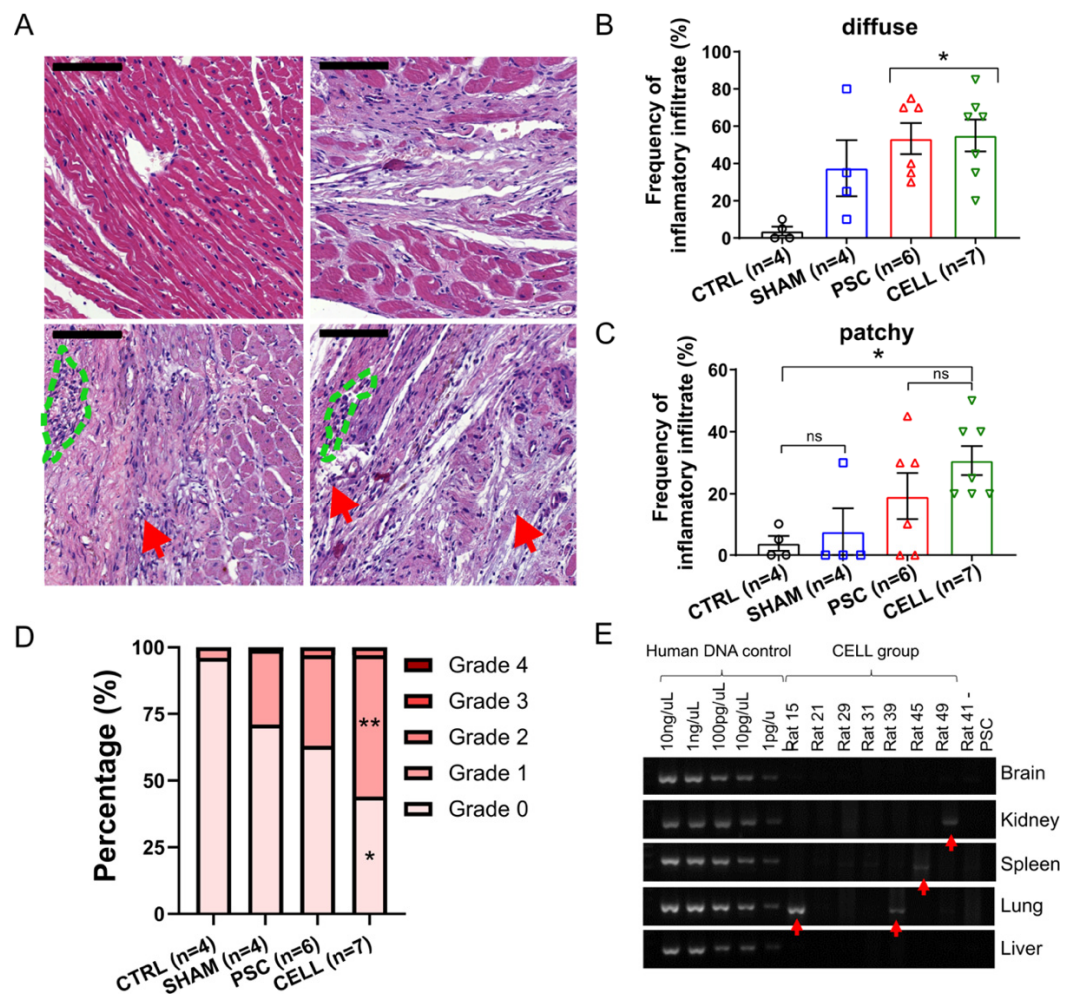 A
B
diffuse
Frequency of
inflamatory infiltrate (%)
100
80
60
40
20
0
*
CTRL (n=4)
SHAM (n=4)
PSC (n=6)
CELL (n=7)
C
patchy
Frequency of
inflamatory infiltrate (%)
60
40
20
0
*
ns
ns
CTRL (n=4)
SHAM (n=4)
PSC (n=6)
CELL (n=7)
D
Percentage (%)
100
75
50
25
0
**
*
CTRL (n=4)
SHAM (n=4)
PSC (n=6)
CELL (n=7)
Grade 4
Grade 3
Grade 2
Grade 1
Grade 0
E
Human DNA control
CELL group
10ng/uL
1ng/uL
100pg/uL
10pg/uL
1pg/u
L
Rat 15
Rat 21
Rat 29
Rat 31
Rat 39
Rat 45
Rat 49
Rat 41 -
PSC
Brain
Kidney
Spleen
Lung
Liver